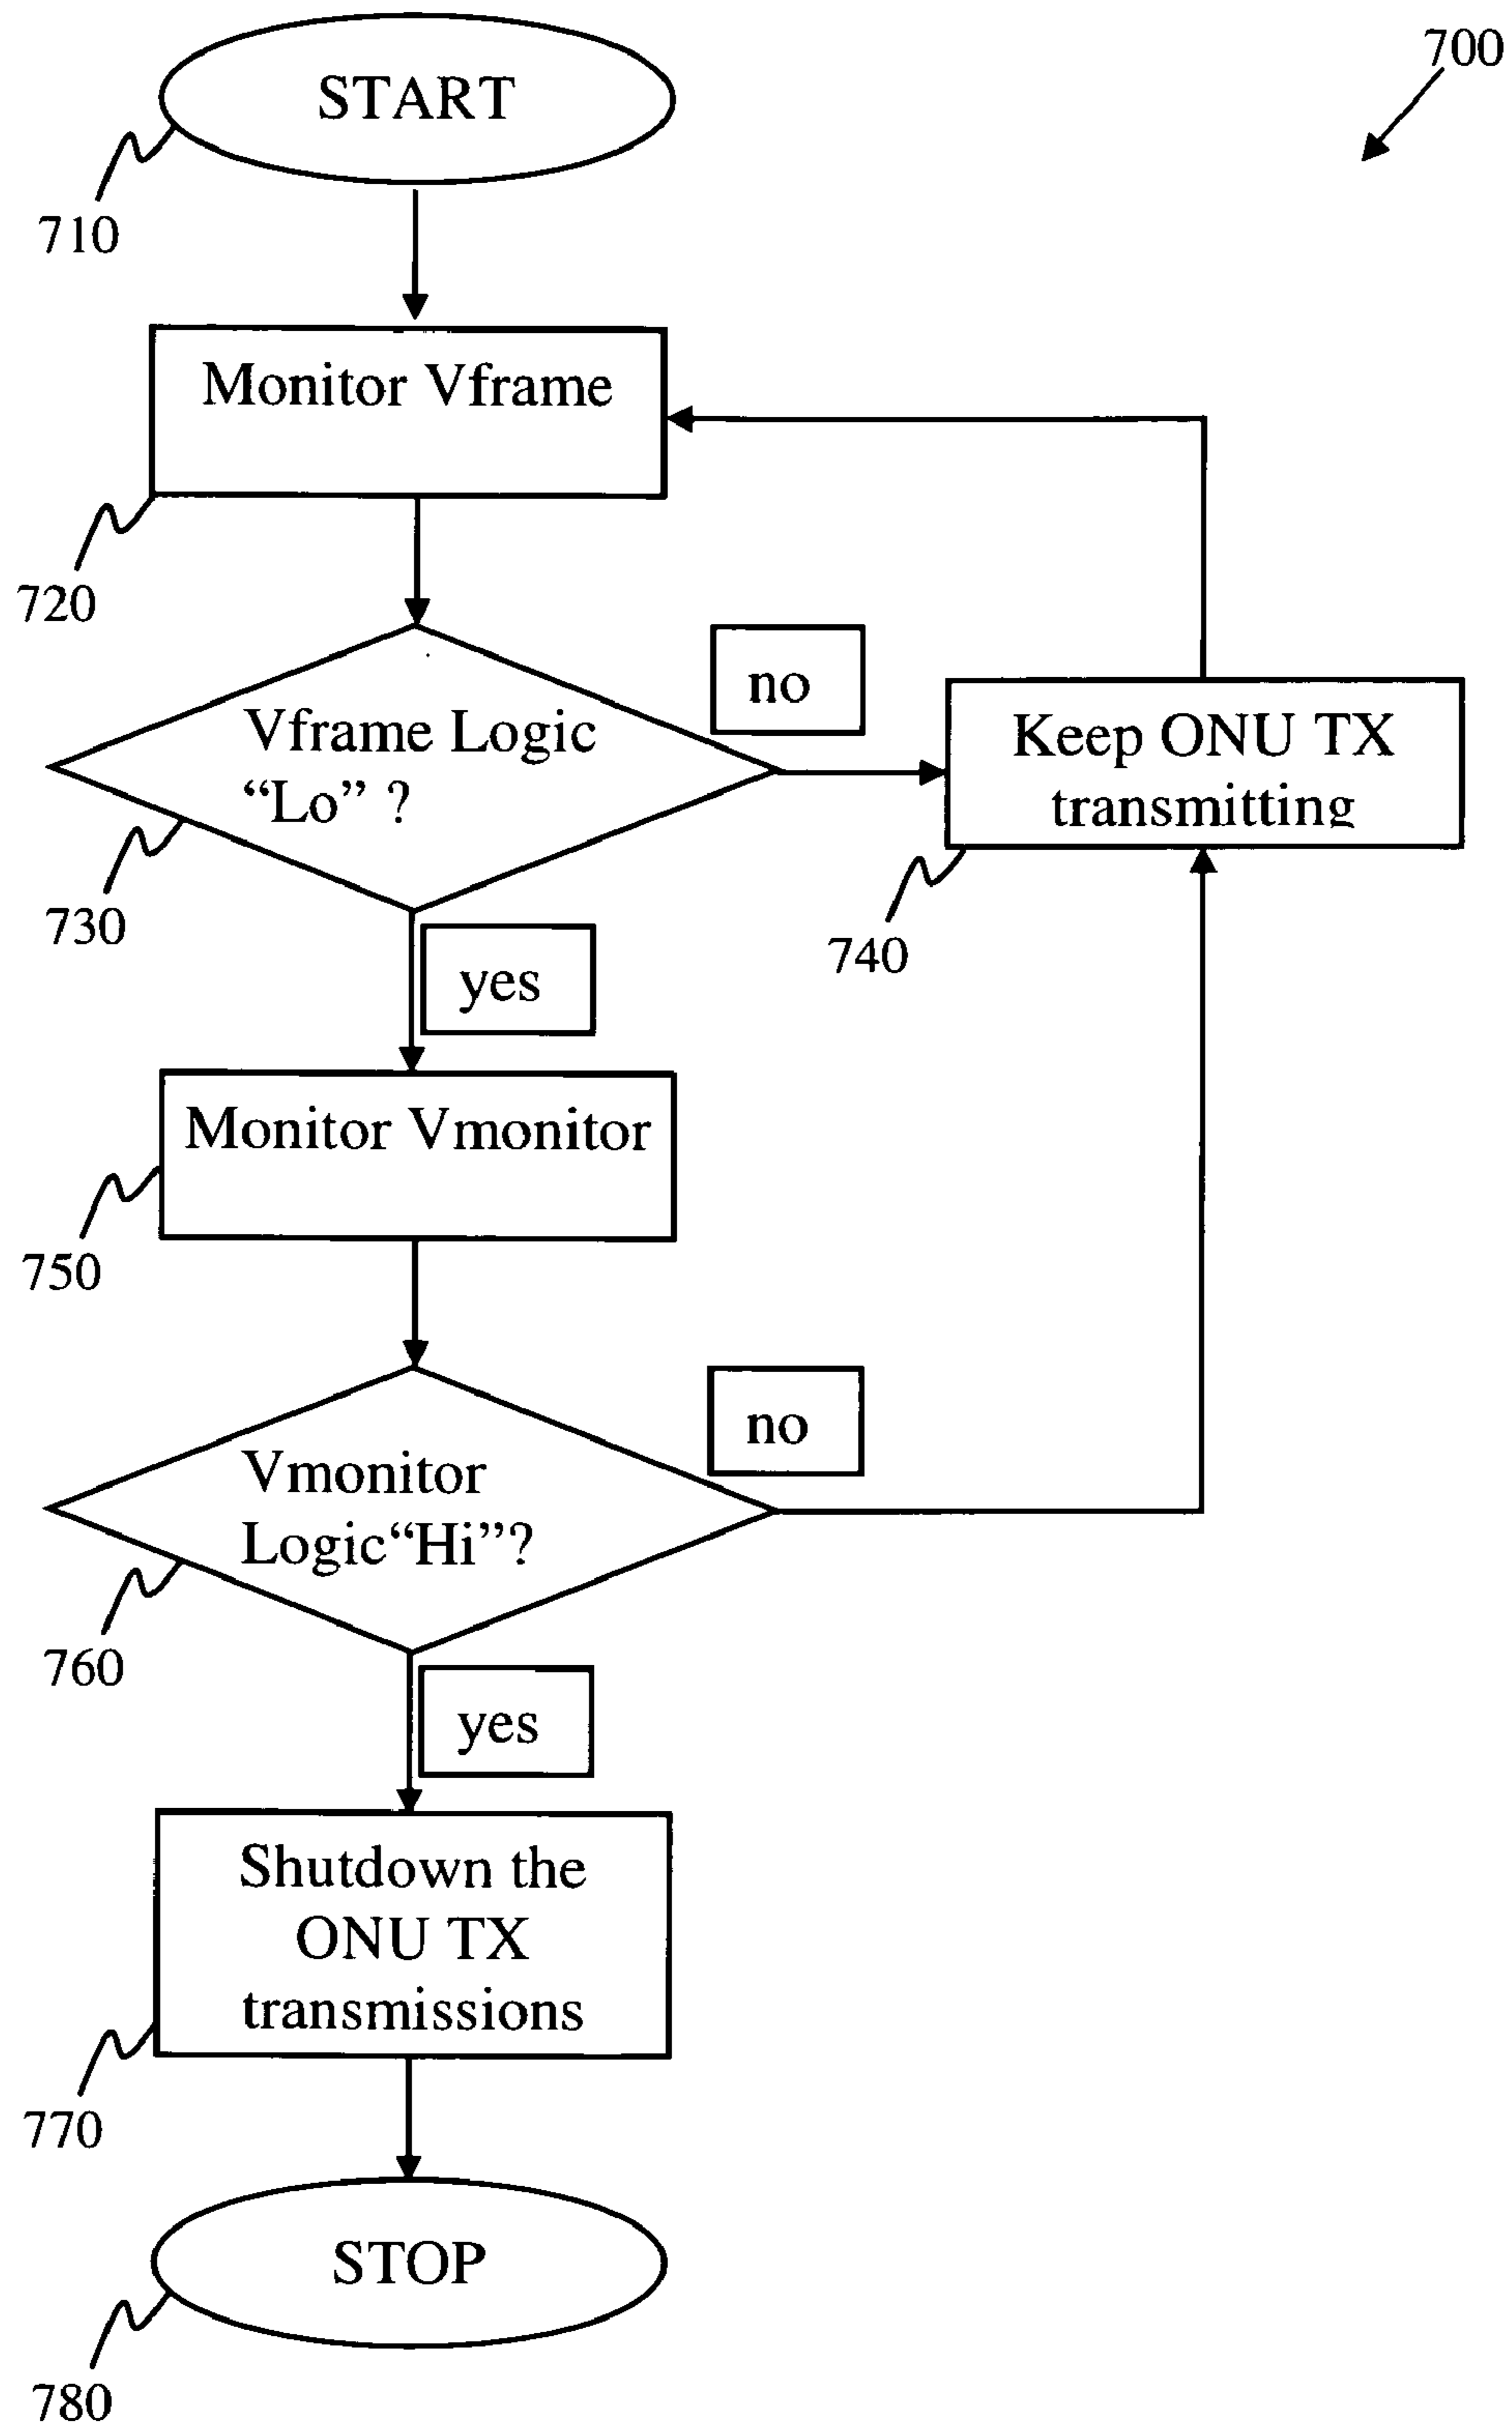 700
START
710
Monitor Vframe
720
no
Vframe Logic
“Lo” ?
Keep ONU TX
transmitting
730
740
yes
Monitor Vmonitor
750
no
Vmonitor
Logic“Hi”?
760
yes
Shutdown the
ONU TX
transmissions
770
STOP
780